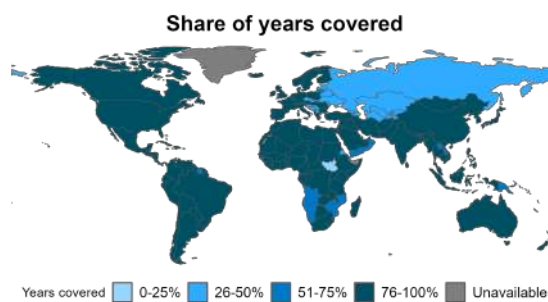 Share of years covered
Years covered 0-25% 26-50% 51-75% 76-100% Unavailable